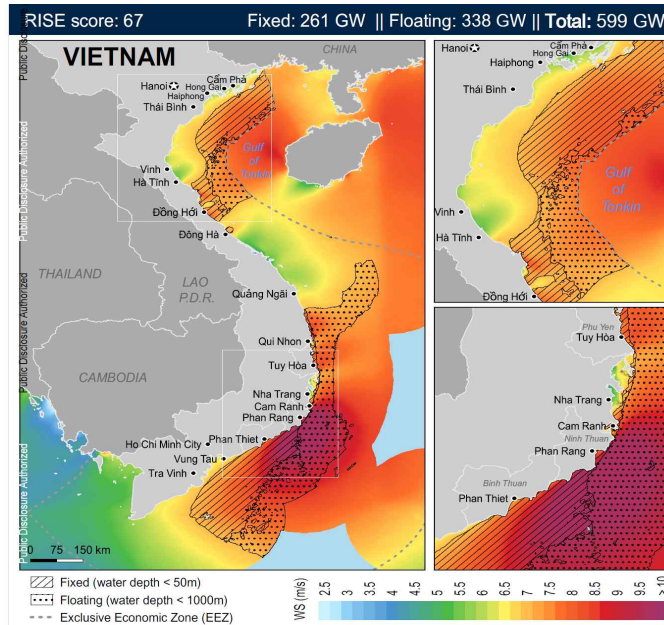 RISE score: 67
Fixed: 261 GW || Floating: 338 GW || Total: 599 GW
Public Disclosure Authorized
Public Disclosure Authorized
Public Disclosure Authorized
Public Disclosure Authorized
VIETNAM
CHINA
Hanoi
Cẩm Phả
Hong Gai
Haiphong
Thái Bình
Gulf
of
Tonkin
Vinh
Hà Tĩnh
Đồng Hới
Đông Hà
THAILAND
LAO
P.D.R.
Quảng Ngãi
Qui Nhon
Tuy Hòa
CAMBODIA
Nha Trang
Cam Ranh
Phan Rang
Phan Thiet
Ho Chi Minh City
Vung Tau
Tra Vinh
0 75 150 km
Hanoi
Cẩm Phả
Hong Gai
Haiphong
Thái Bình
Gulf
of
Tonkin
Vinh
Hà Tĩnh
Đồng Hới
Phu Yen
Tuy Hòa
Nha Trang
Cam Ranh
Ninh Thuan
Phan Rang
Binh Thuan
Phan Thiet
Fixed (water depth < 50m)
Floating (water depth < 1000m)
Exclusive Economic Zone (EEZ)
WS (m/s)
2.5
3
3.5
4
4.5
5
5.5
6
6.5
7
7.5
8
8.5
9
9.5
10
> 10